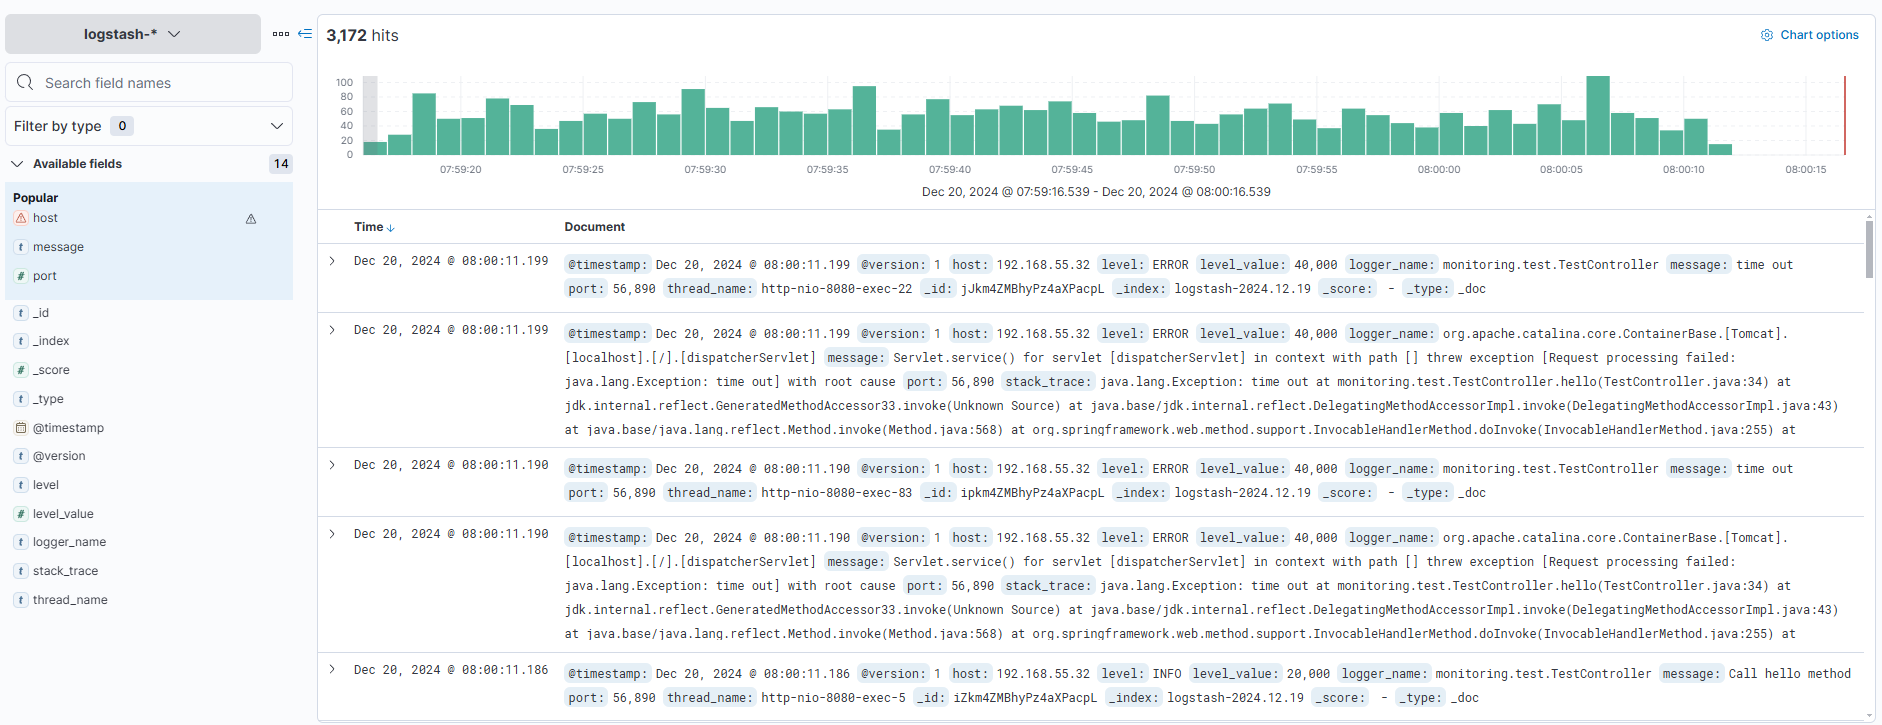 logstash-*
Search field names
Filter by type 0
Available fields 14
Popular
host
message
port
_id
_index
_score
_type
@timestamp
@version
level
level_value
logger_name
stack_trace
thread_name
3,172 hits
Chart options
100
80
60
40
20
0
07:59:20 07:59:25 07:59:30 07:59:35 07:59:40 07:59:45 07:59:50 07:59:55 08:00:00 08:00:05 08:00:10 08:00:15
Dec 20, 2024 @ 07:59:16.539 - Dec 20, 2024 @ 08:00:16.539
Time Document
Dec 20, 2024 @ 08:00:11.199 @timestamp: Dec 20, 2024 @ 08:00:11.199 @version: 1 host: 192.168.55.32 level: ERROR level_value: 40,000 logger_name: monitoring.test.TestController message: time out
port: 56,890 thread_name: http-nio-8080-exec-22 _id: jJkm4ZMBhyPz4aXPacpL _index: logstash-2024.12.19 _score: - _type: _doc
Dec 20, 2024 @ 08:00:11.199 @timestamp: Dec 20, 2024 @ 08:00:11.199 @version: 1 host: 192.168.55.32 level: ERROR level_value: 40,000 logger_name: org.apache.catalina.core.ContainerBase.[Tomcat].
[localhost].[/].[dispatcherServlet] message: Servlet.service() for servlet [dispatcherServlet] in context with path [] threw exception [Request processing failed:
java.lang.Exception: time out] with root cause port: 56,890 stack_trace: java.lang.Exception: time out at monitoring.test.TestController.hello(TestController.java:34) at
jdk.internal.reflect.GeneratedMethodAccessor33.invoke(Unknown Source) at java.base/jdk.internal.reflect.DelegatingMethodAccessorImpl.invoke(DelegatingMethodAccessorImpl.java:43)
at java.base/java.lang.reflect.Method.invoke(Method.java:568) at org.springframework.web.method.support.InvocableHandlerMethod.doInvoke(InvocableHandlerMethod.java:255) at
Dec 20, 2024 @ 08:00:11.190 @timestamp: Dec 20, 2024 @ 08:00:11.190 @version: 1 host: 192.168.55.32 level: ERROR level_value: 40,000 logger_name: monitoring.test.TestController message: time out
port: 56,890 thread_name: http-nio-8080-exec-83 _id: ipkm4ZMBhyPz4aXPacpL _index: logstash-2024.12.19 _score: - _type: _doc
Dec 20, 2024 @ 08:00:11.190 @timestamp: Dec 20, 2024 @ 08:00:11.190 @version: 1 host: 192.168.55.32 level: ERROR level_value: 40,000 logger_name: org.apache.catalina.core.ContainerBase.[Tomcat].
[localhost].[/].[dispatcherServlet] message: Servlet.service() for servlet [dispatcherServlet] in context with path [] threw exception [Request processing failed:
java.lang.Exception: time out] with root cause port: 56,890 stack_trace: java.lang.Exception: time out at monitoring.test.TestController.hello(TestController.java:34) at
jdk.internal.reflect.GeneratedMethodAccessor33.invoke(Unknown Source) at java.base/jdk.internal.reflect.DelegatingMethodAccessorImpl.invoke(DelegatingMethodAccessorImpl.java:43)
at java.base/java.lang.reflect.Method.invoke(Method.java:568) at org.springframework.web.method.support.InvocableHandlerMethod.doInvoke(InvocableHandlerMethod.java:255) at
Dec 20, 2024 @ 08:00:11.186 @timestamp: Dec 20, 2024 @ 08:00:11.186 @version: 1 host: 192.168.55.32 level: INFO level_value: 20,000 logger_name: monitoring.test.TestController message: Call hello method
port: 56,890 thread_name: http-nio-8080-exec-5 _id: iZkm4ZMBhyPz4aXPacpL _index: logstash-2024.12.19 _score: - _type: _doc